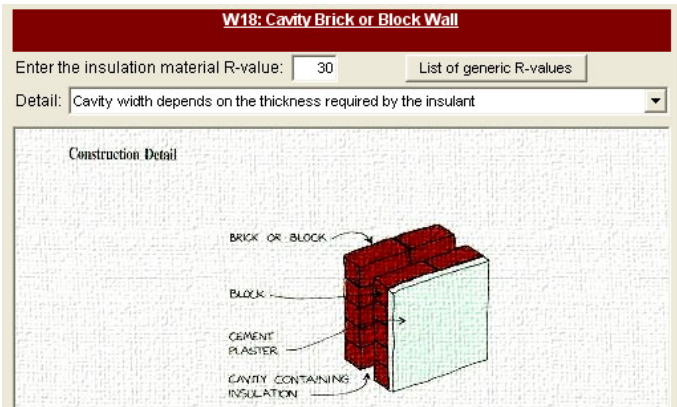 W18: Cavity Brick or Block Wall
Enter the insulation material R-value: 30 List of generic R-values
Detail: Cavity width depends on the thickness required by the insulant
Construction Detail
BRICK OR BLOCK
BLOCK
CEMENT
PLASTER
CAVITY CONTAINING
INSULATION